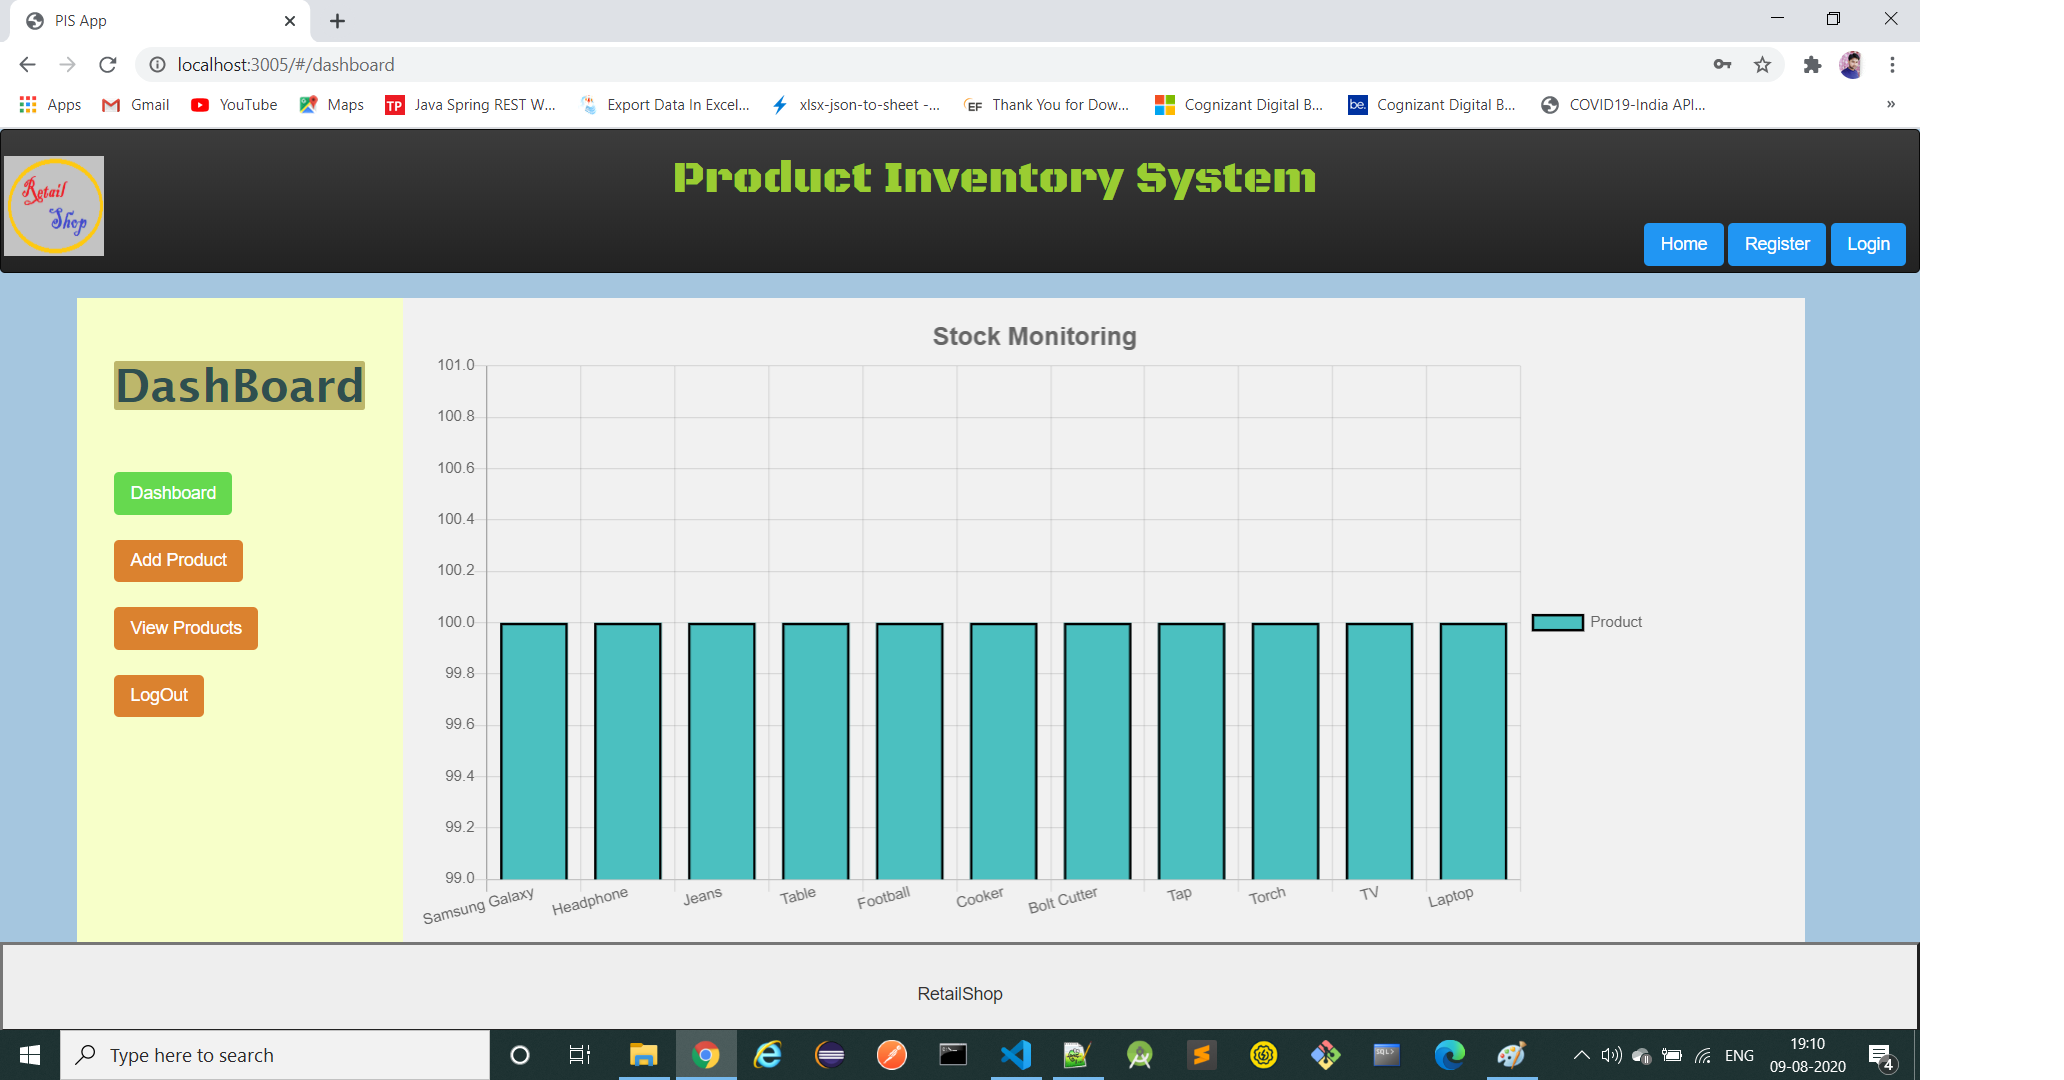 PIS App
localhost:3005/#/dashboard
Apps Gmail YouTube Maps TP Java Spring REST W... Export Data In Excel... xlsx-json-to-sheet -... EF Thank You for Dow... Cognizant Digital B... be. Cognizant Digital B... COVID19-India API... »
Retail
Shop
Product Inventory System
Home Register Login
DashBoard
Dashboard
Add Product
View Products
LogOut
Stock Monitoring
101.0
100.8
100.6
100.4
100.2
100.0
99.8
99.6
99.4
99.2
99.0
Samsung Galaxy Headphone Jeans Table Football Cooker Bolt Cutter Tap Torch TV Laptop
Product
RetailShop
Type here to search
SQL>
ENG
19:10
09-08-2020
4